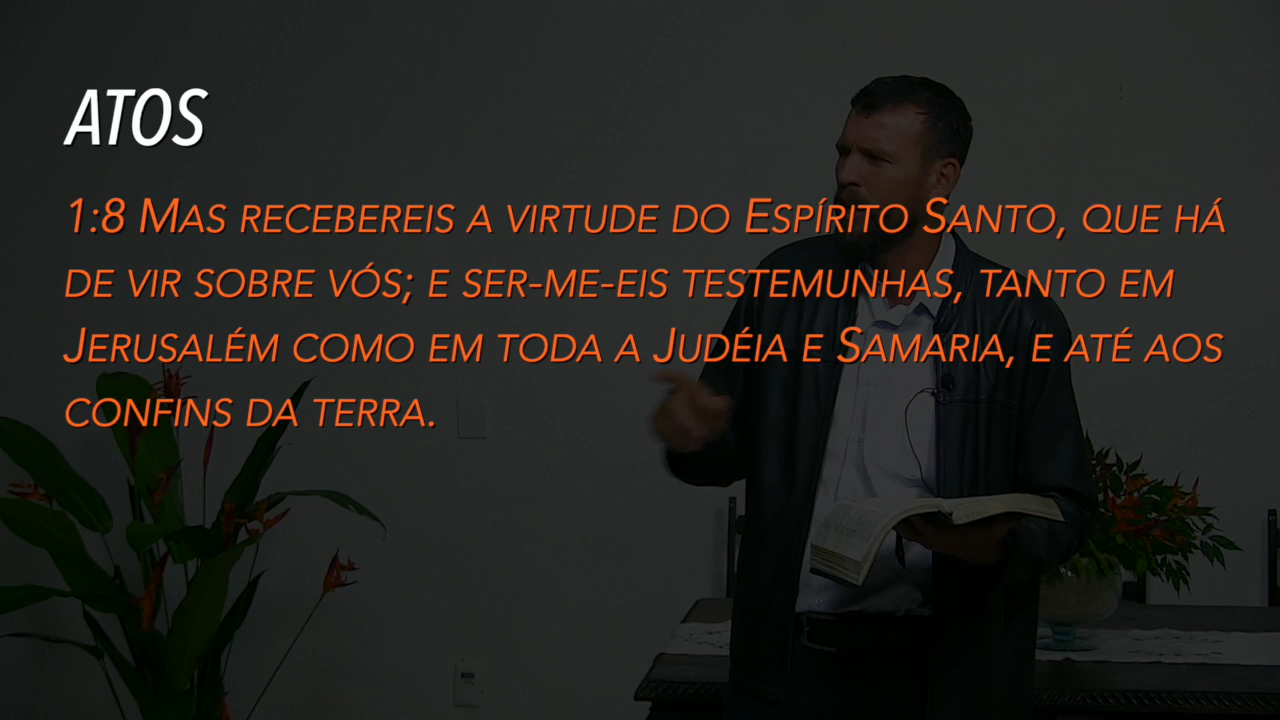 ATOS
1:8 Mas recebereis a virtude do Espírito Santo, que há
de vir sobre vós; e ser-me-eis testemunhas, tanto em
Jerusalém como em toda a Judéia e Samaria, e até aos
confins da terra.